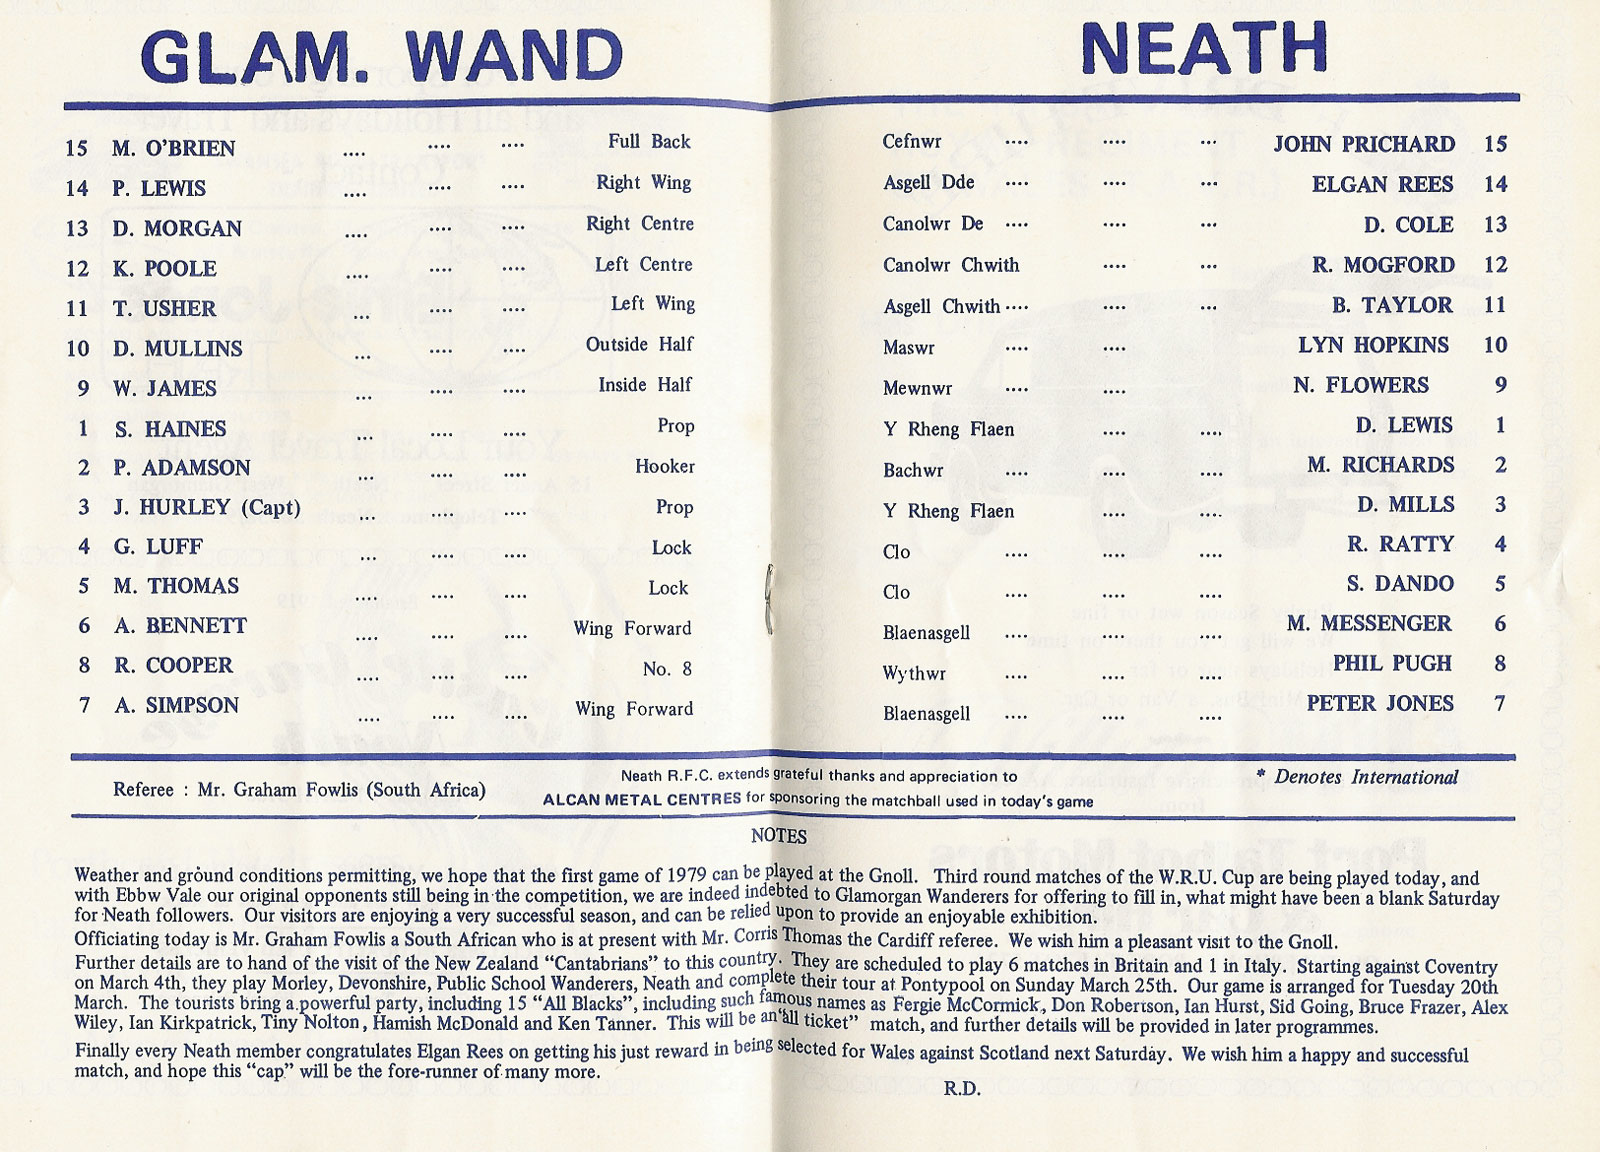 GLAM. WAND
15 M. O'BRIEN .... .... .... Full Back
14 P. LEWIS .... .... .... Right Wing
13 D. MORGAN .... .... .... Right Centre
12 K. POOLE .... .... .... Left Centre
11 T. USHER ... .... .... Left Wing
10 D. MULLINS ... .... .... Outside Half
9 W. JAMES ... .... .... Inside Half
1 S. HAINES ... .... .... Prop
2 P. ADAMSON ... .... .... Hooker
3 J. HURLEY (Capt) ... .... .... Prop
4 G. LUFF ... .... .... Lock
5 M. THOMAS .... .... .... Lock
6 A. BENNETT .... .... .... Wing Forward
8 R. COOPER .... .... .... No. 8
7 A. SIMPSON .... .... .... Wing Forward
NEATH
Cefnwr .... .... ... JOHN PRICHARD 15
Asgell Dde .... .... ... ELGAN REES 14
Canolwr De .... .... ... D. COLE 13
Canolwr Chwith .... ... R. MOGFORD 12
Asgell Chwith .... .... ... B. TAYLOR 11
Maswr .... .... LYN HOPKINS 10
Mewnwr .... .... N. FLOWERS 9
Y Rheng Flaen .... .... D. LEWIS 1
Bachwr .... .... .... M. RICHARDS 2
Y Rheng Flaen .... .... D. MILLS 3
Clo .... .... .... R. RATTY 4
Clo .... .... .... S. DANDO 5
Blaenasgell .... .... .... M. MESSENGER 6
Wythwr .... .... .... PHIL PUGH 8
Blaenasgell .... .... .... PETER JONES 7
Referee : Mr. Graham Fowlis (South Africa)
Neath R.F.C. extends grateful thanks and appreciation to
ALCAN METAL CENTRES for sponsoring the matchball used in today's game
* Denotes International
NOTES
Weather and ground conditions permitting, we hope that the first game of 1979 can be played at the Gnoll. Third round matches of the W.R.U. Cup are being played today, and
with Ebbw Vale our original opponents still being in the competition, we are indeed indebted to Glamorgan Wanderers for offering to fill in, what might have been a blank Saturday
for Neath followers. Our visitors are enjoying a very successful season, and can be relied upon to provide an enjoyable exhibition.
Officiating today is Mr. Graham Fowlis a South African who is at present with Mr. Corris Thomas the Cardiff referee. We wish him a pleasant visit to the Gnoll.
Further details are to hand of the visit of the New Zealand "Cantabrians" to this country. They are scheduled to play 6 matches in Britain and 1 in Italy. Starting against Coventry
on March 4th, they play Morley, Devonshire, Public School Wanderers, Neath and complete their tour at Pontypool on Sunday March 25th. Our game is arranged for Tuesday 20th
March. The tourists bring a powerful party, including 15 "All Blacks", including such famous names as Fergie McCormick, Don Robertson, Ian Hurst, Sid Going, Bruce Frazer, Alex
Wiley, Ian Kirkpatrick, Tiny Nolton, Hamish McDonald and Ken Tanner. This will be an "all ticket" match, and further details will be provided in later programmes.
Finally every Neath member congratulates Elgan Rees on getting his just reward in being selected for Wales against Scotland next Saturday. We wish him a happy and successful
match, and hope this "cap" will be the fore-runner of many more.
R.D.